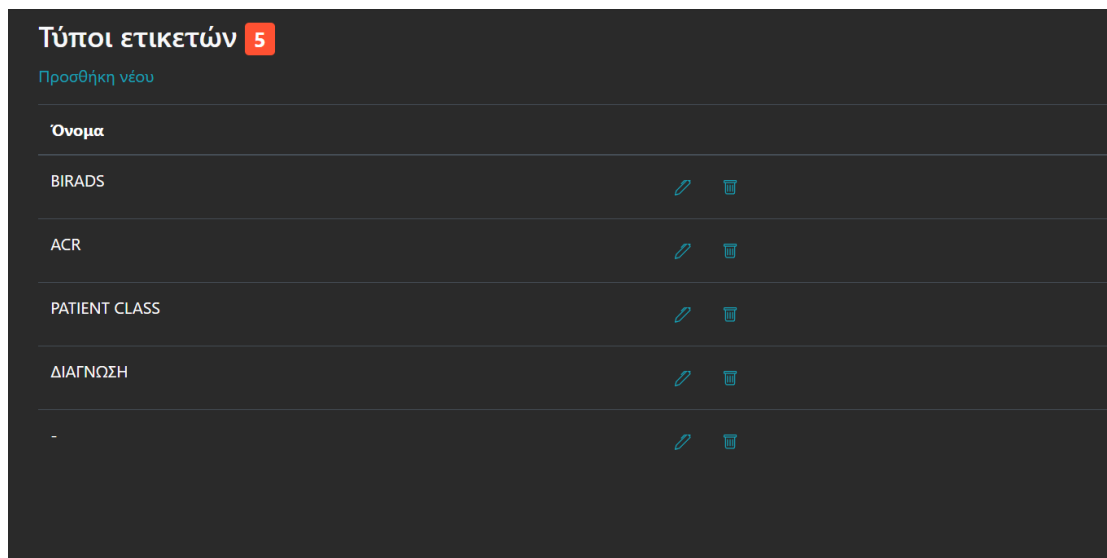 Τύποι ετικετών 5
Προσθήκη νέου
Όνομα
BIRADS
ACR
PATIENT CLASS
ΔΙΑΓΝΩΣΗ
-